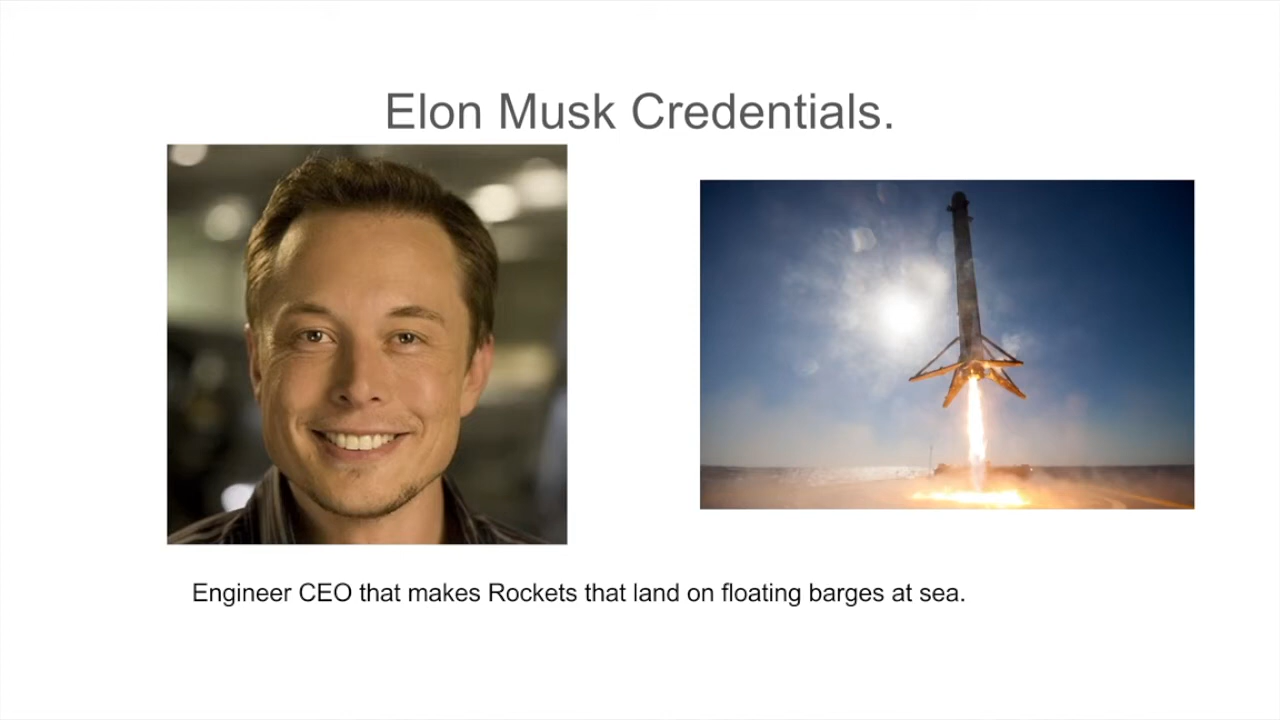 Elon Musk Credentials.
Engineer CEO that makes Rockets that land on floating barges at sea.